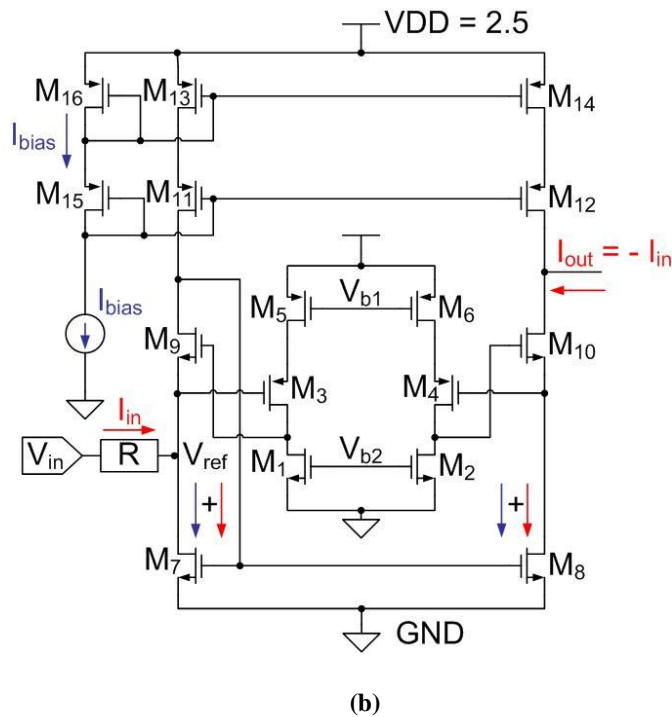 VDD = 2.5
M16
M13
M14
Ibias
M15
M11
M12
Iout = - Iin
Ibias
M5
Vb1
M6
M9
M10
M3
M4
Iin
Vin
R
Vref
M1
Vb2
M2
+
+
M7
M8
GND
(b)